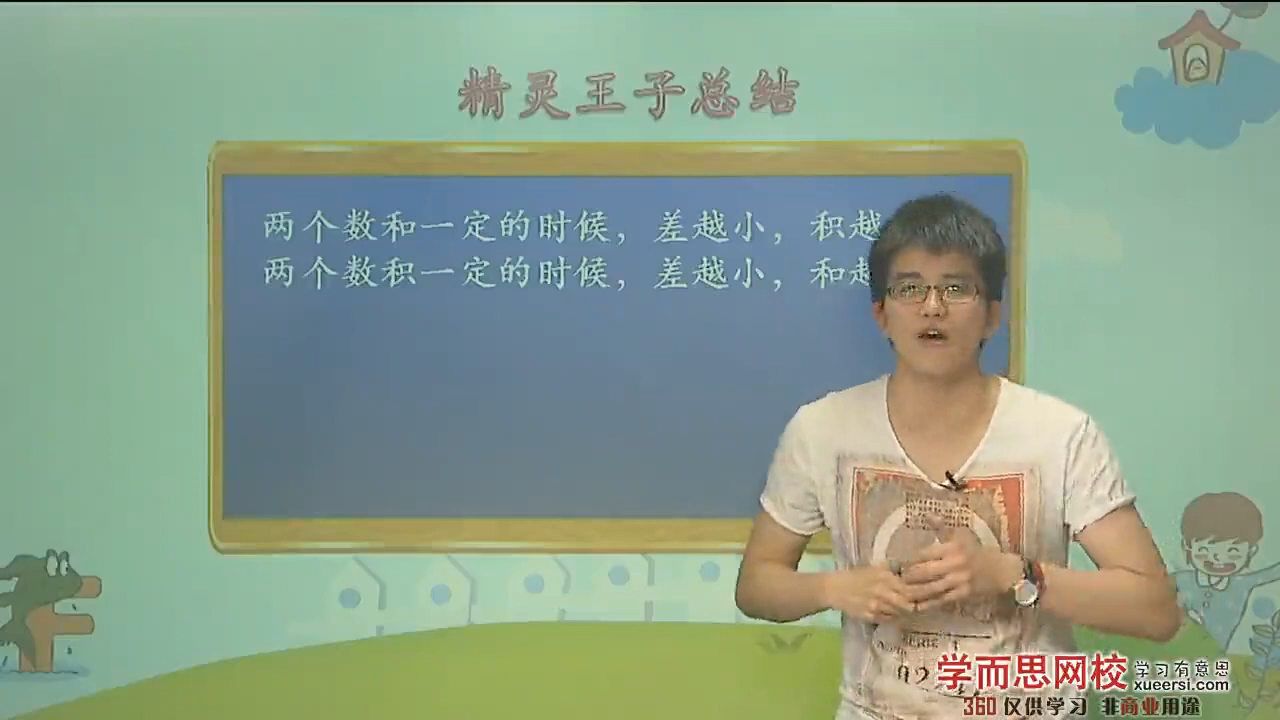 精灵王子总结
两个数和一定的时候，差越小，积越
两个数积一定的时候，差越小，和越
学而思网校 学习有意思
xueersi.com
360 仅供学习 非商业用途